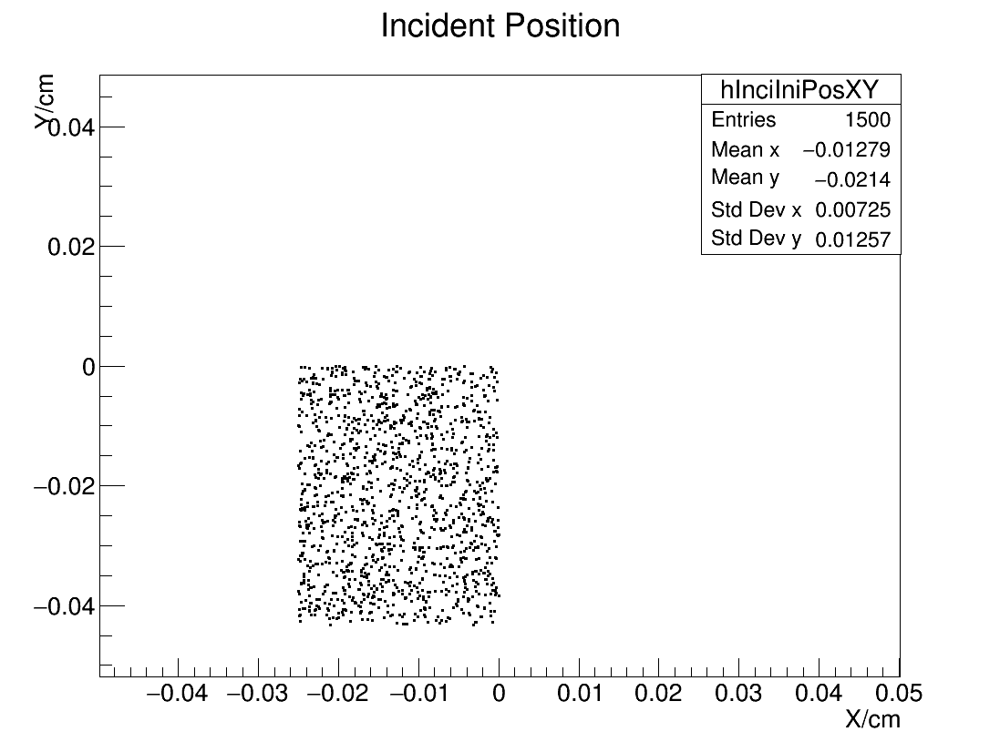 Incident Position
Y/cm
hInciIniPosXY
Entries 1500
Mean x −0.01279
Mean y −0.0214
Std Dev x 0.00725
Std Dev y 0.01257
0.04
0.02
0
−0.02
−0.04
−0.04 −0.03 −0.02 −0.01 0 0.01 0.02 0.03 0.04 0.05
X/cm